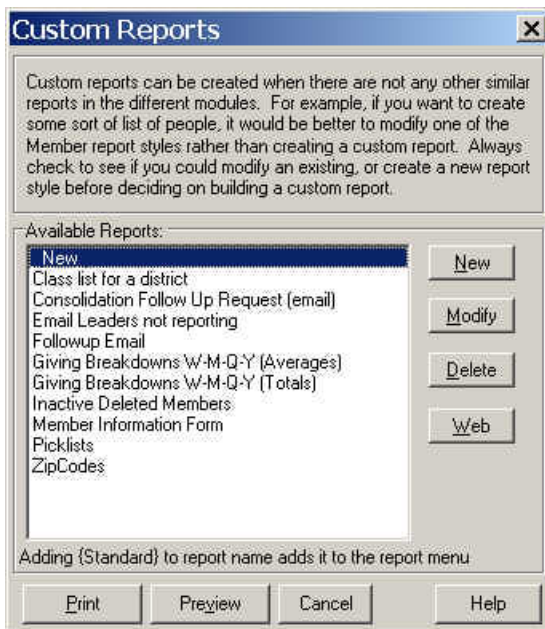 Custom Reports
Custom reports can be created when there are not any other similar
reports in the different modules. For example, if you want to create
some sort of list of people, it would be better to modify one of the
Member report styles rather than creating a custom report. Always
check to see if you could modify an existing, or create a new report
style before deciding on building a custom report.
Available Reports:
New
Class list for a district
Consolidation Follow Up Request (email)
Email Leaders not reporting
Followup Email
Giving Breakdowns W-M-Q-Y (Averages)
Giving Breakdowns W-M-Q-Y (Totals)
Inactive Deleted Members
Member Information Form
Picklists
ZipCodes
New
Modify
Delete
Web
Adding {Standard} to report name adds it to the report menu
Print
Preview
Cancel
Help